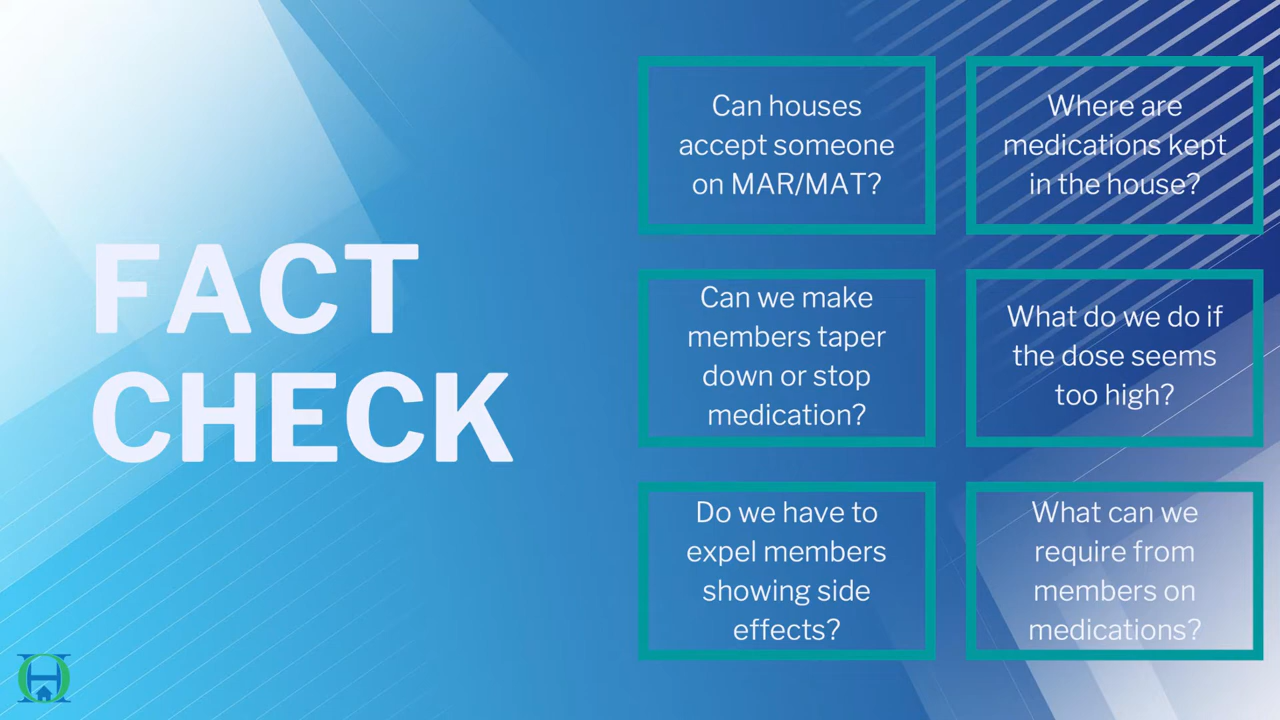 FACT
CHECK
Can houses
accept someone
on MAR/MAT?
Where are
medications kept
in the house?
Can we make
members taper
down or stop
medication?
What do we do if
the dose seems
too high?
Do we have to
expel members
showing side
effects?
What can we
require from
members on
medications?